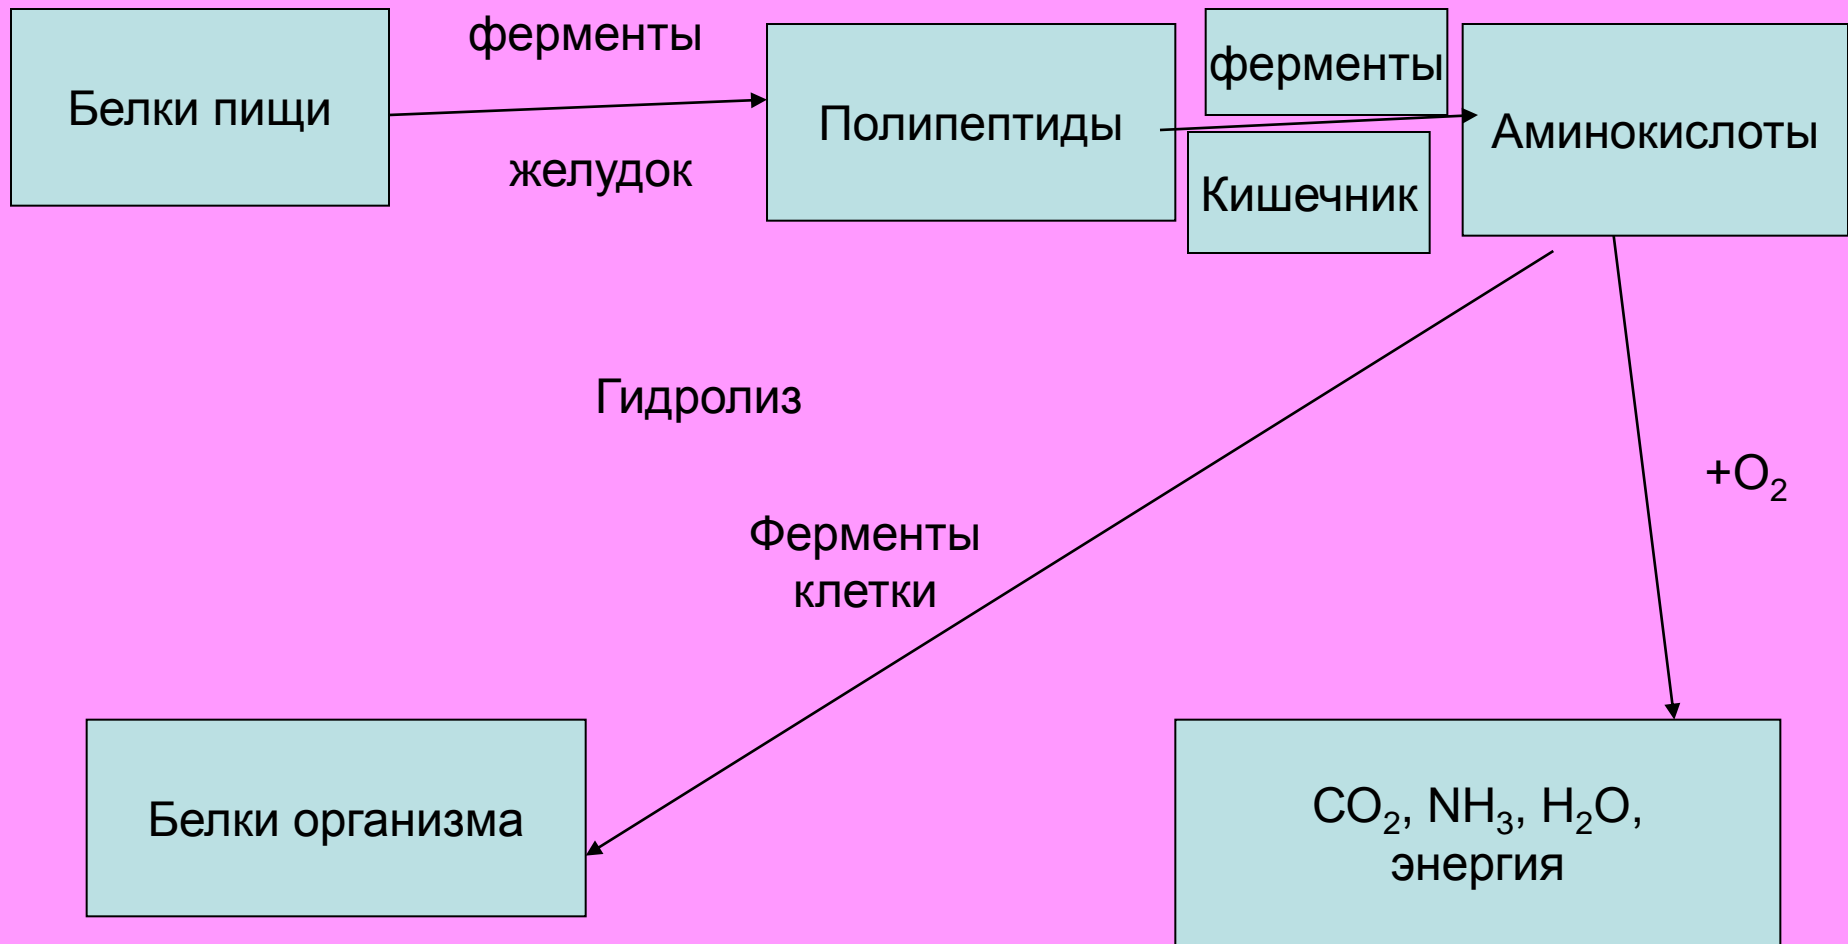 ферменты
Белки пищи
желудок
Полипептиды
ферменты
Кишечник
Аминокислоты
Гидролиз
+O₂
Ферменты
клетки
Белки организма
CO₂, NH₃, H₂O,
энергия